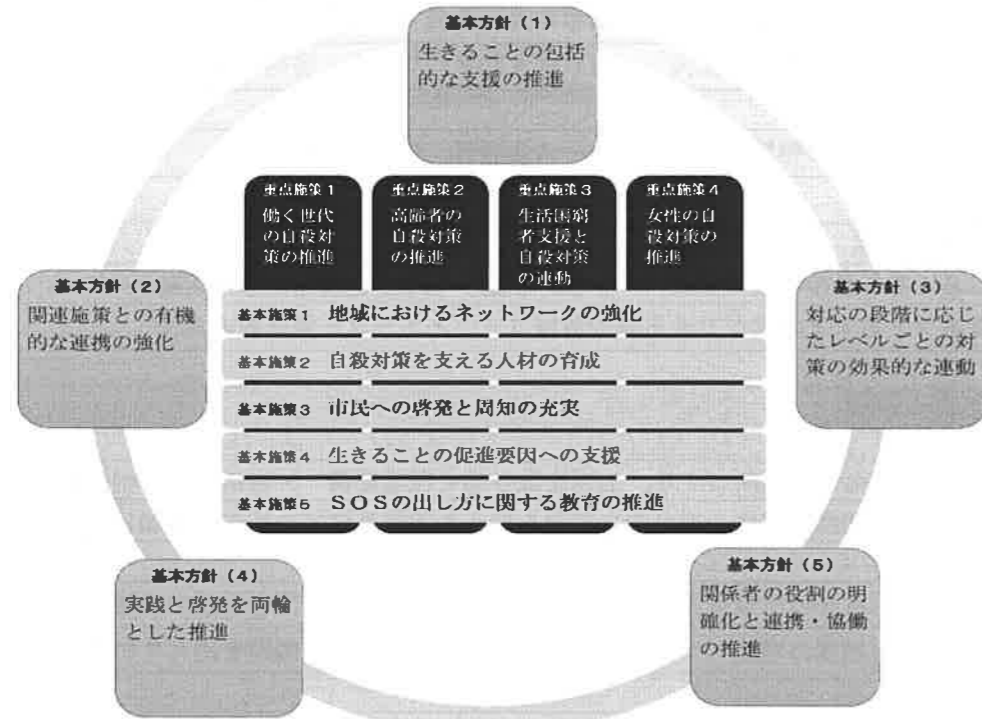 基本方針（1）
生きることの包括
的な支援の推進
重点施策1
働く世代
の自殺対
策の推進
重点施策2
高齢者の
自殺対策
の推進
重点施策3
生活困窮
者支援と
自殺対策
の連動
重点施策4
女性の自
殺対策の
推進
基本方針（2）
関連施策との有機
的な連携の強化
基本方針（3）
対応の段階に応じ
たレベルごとの対
策の効果的な連動
基本施策1 地域におけるネットワークの強化
基本施策2 自殺対策を支える人材の育成
基本施策3 市民への啓発と周知の充実
基本施策4 生きることの促進要因への支援
基本施策5 SOSの出し方に関する教育の推進
基本方針（4）
実践と啓発を両輪
とした推進
基本方針（5）
関係者の役割の明
確化と連携・協働
の推進